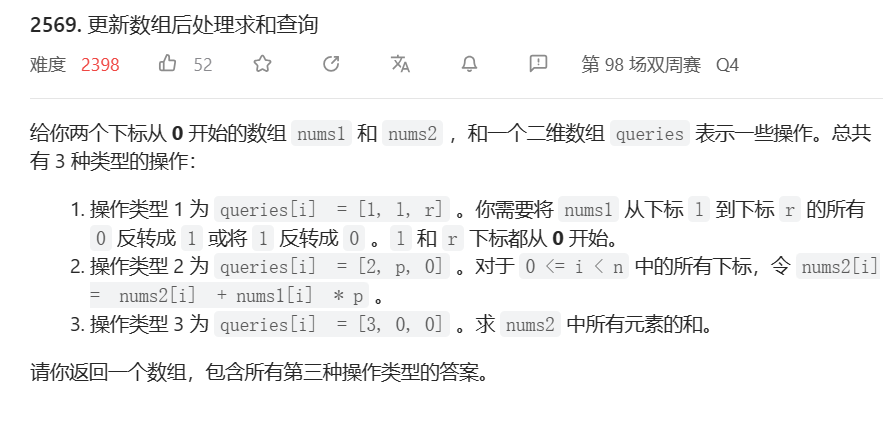 2569. 更新数组后处理求和查询
难度 2398 52 第 98 场双周赛 Q4
给你两个下标从 0 开始的数组 nums1 和 nums2 ，和一个二维数组 queries 表示一些操作。总共
有 3 种类型的操作：
1. 操作类型 1 为 queries[i] = [1, l, r] 。你需要将 nums1 从下标 l 到下标 r 的所有
0 反转成 1 或将 1 反转成 0 。l 和 r 下标都从 0 开始。
2. 操作类型 2 为 queries[i] = [2, p, 0] 。对于 0 <= i < n 中的所有下标，令 nums2[i]
= nums2[i] + nums1[i] * p 。
3. 操作类型 3 为 queries[i] = [3, 0, 0] 。求 nums2 中所有元素的和。
请你返回一个数组，包含所有第三种操作类型的答案。